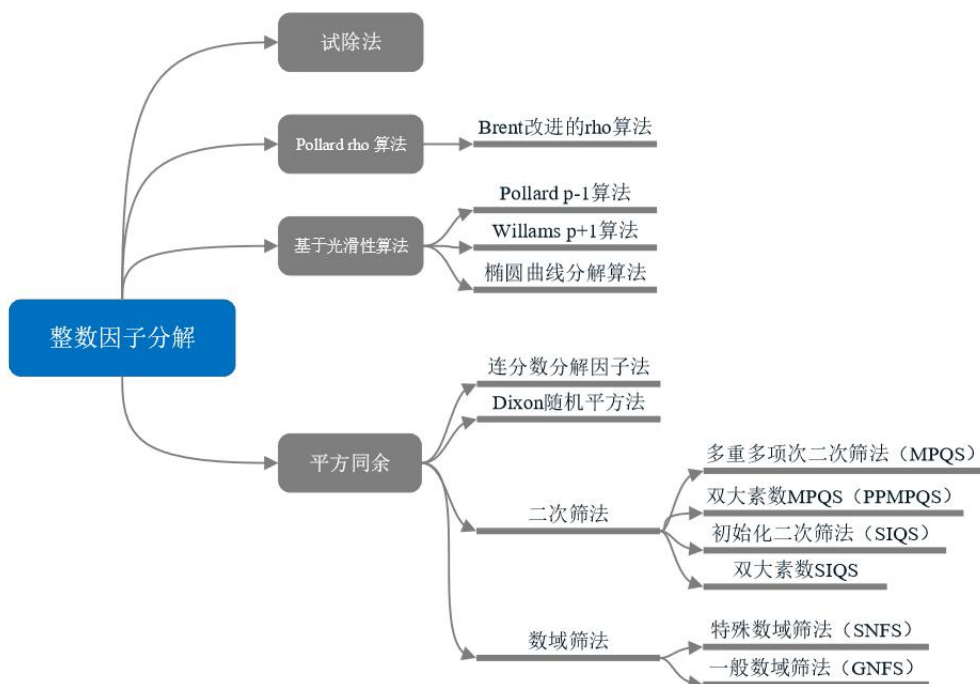 试除法
Pollard rho 算法
Brent改进的rho算法
基于光滑性算法
Pollard p-1算法
Willams p+1算法
椭圆曲线分解算法
整数因子分解
平方同余
连分数分解因子法
Dixon随机平方法
二次筛法
多重多项次二次筛法（MPQS）
双大素数MPQS（PPMPQS）
初始化二次筛法（SIQS）
双大素数SIQS
数域筛法
特殊数域筛法（SNFS）
一般数域筛法（GNFS）